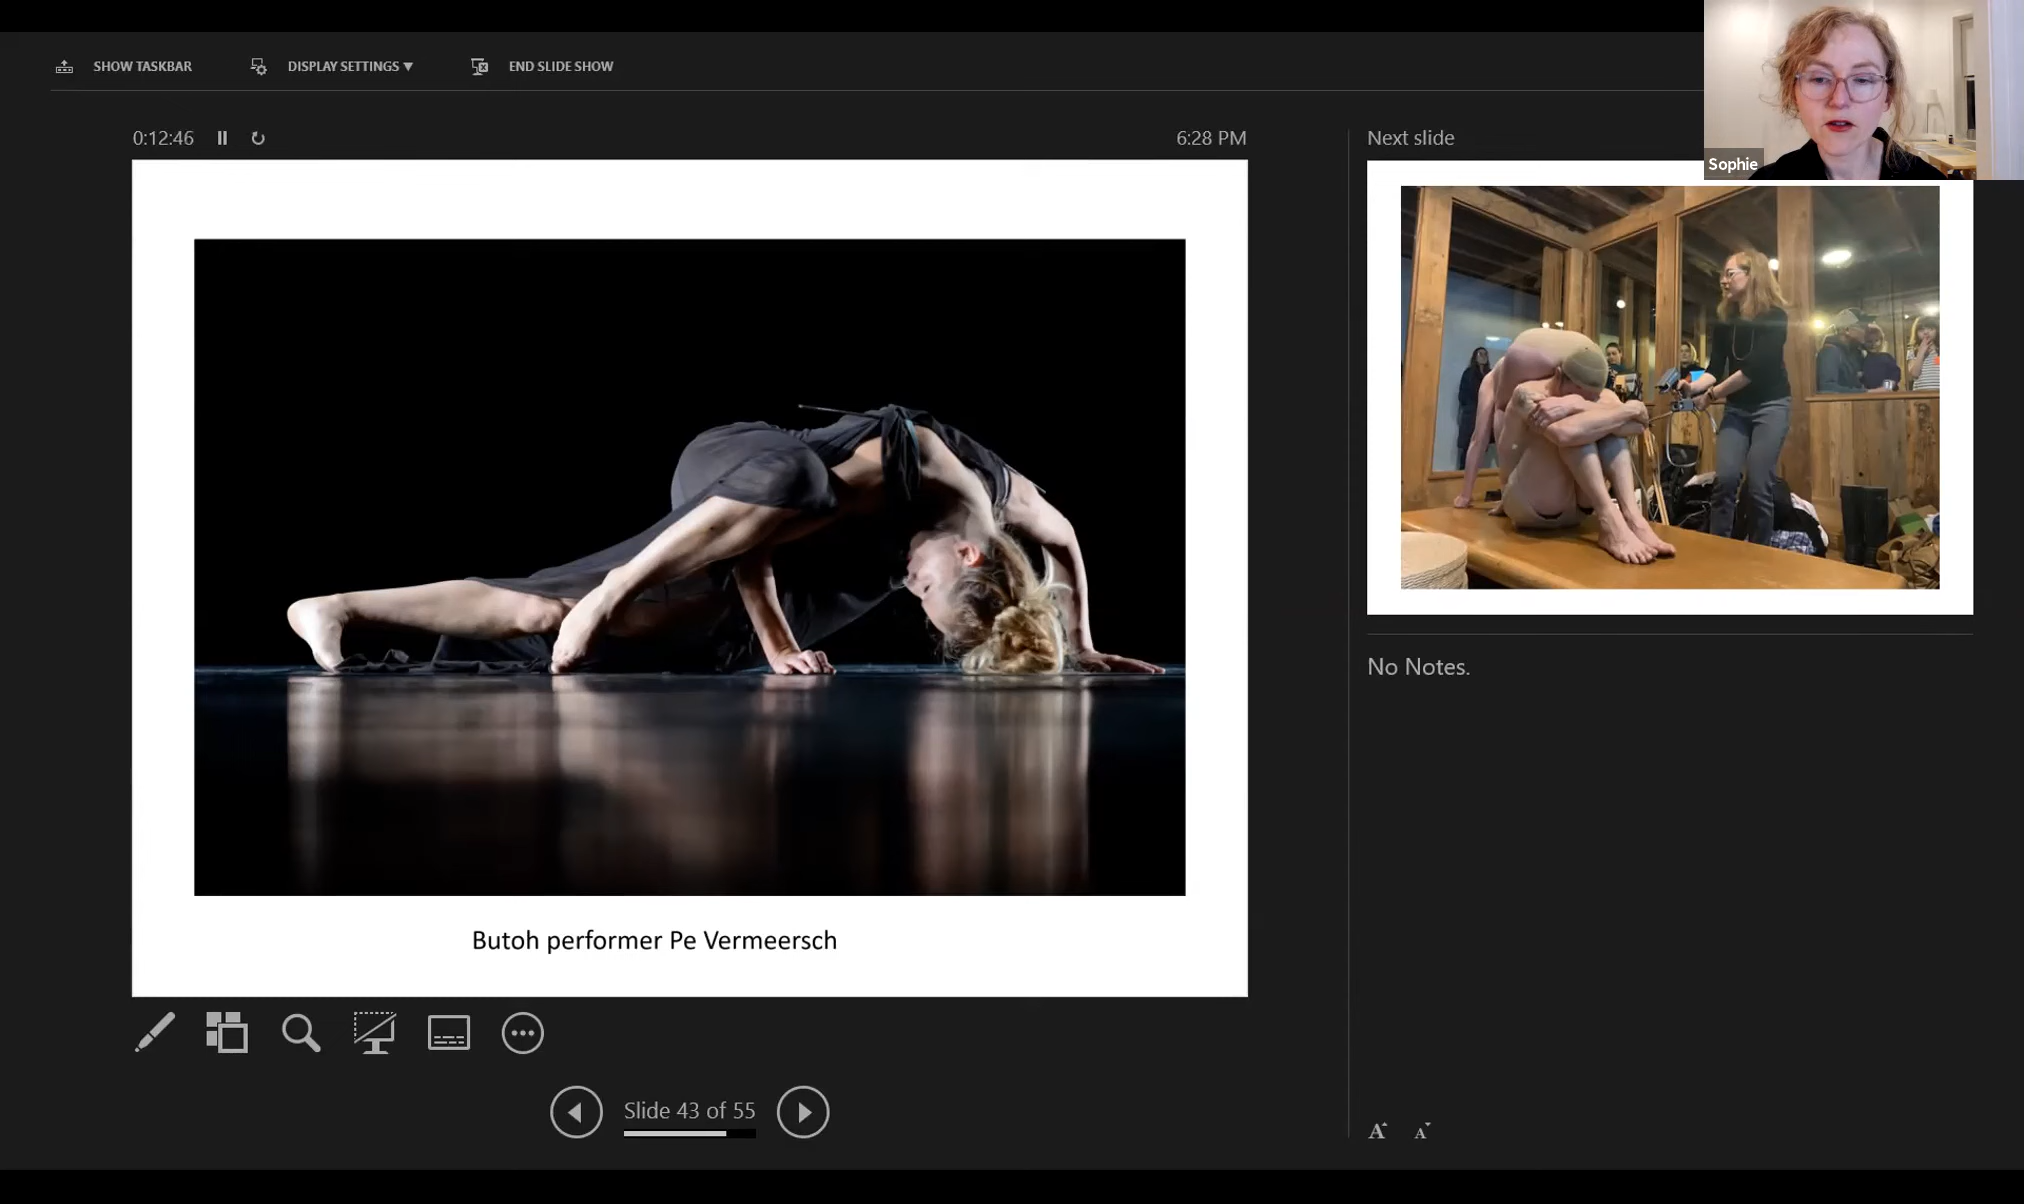 SHOW TASKBAR
DISPLAY SETTINGS ▼
END SLIDE SHOW
0:12:46
6:28 PM
Next slide
Sophie
Butoh performer Pe Vermeersch
No Notes.
Slide 43 of 55
A
A